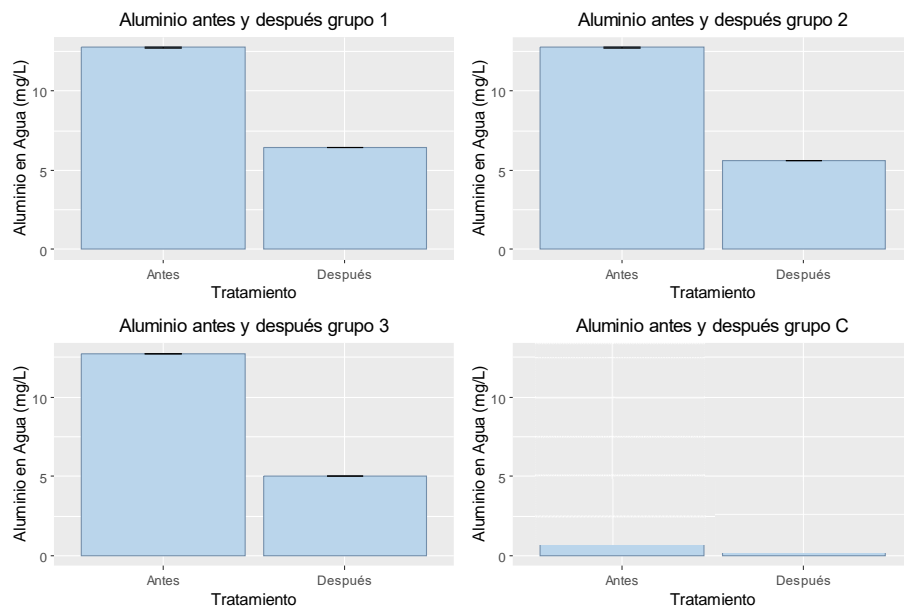 Aluminio antes y después grupo 1
Aluminio en Agua (mg/L)
10
5
0
Antes
Después
Tratamiento
Aluminio antes y después grupo 2
Aluminio en Agua (mg/L)
10
5
0
Antes
Después
Tratamiento
Aluminio antes y después grupo 3
Aluminio en Agua (mg/L)
10
5
0
Antes
Después
Tratamiento
Aluminio antes y después grupo C
Aluminio en Agua (mg/L)
10
5
0
Antes
Después
Tratamiento